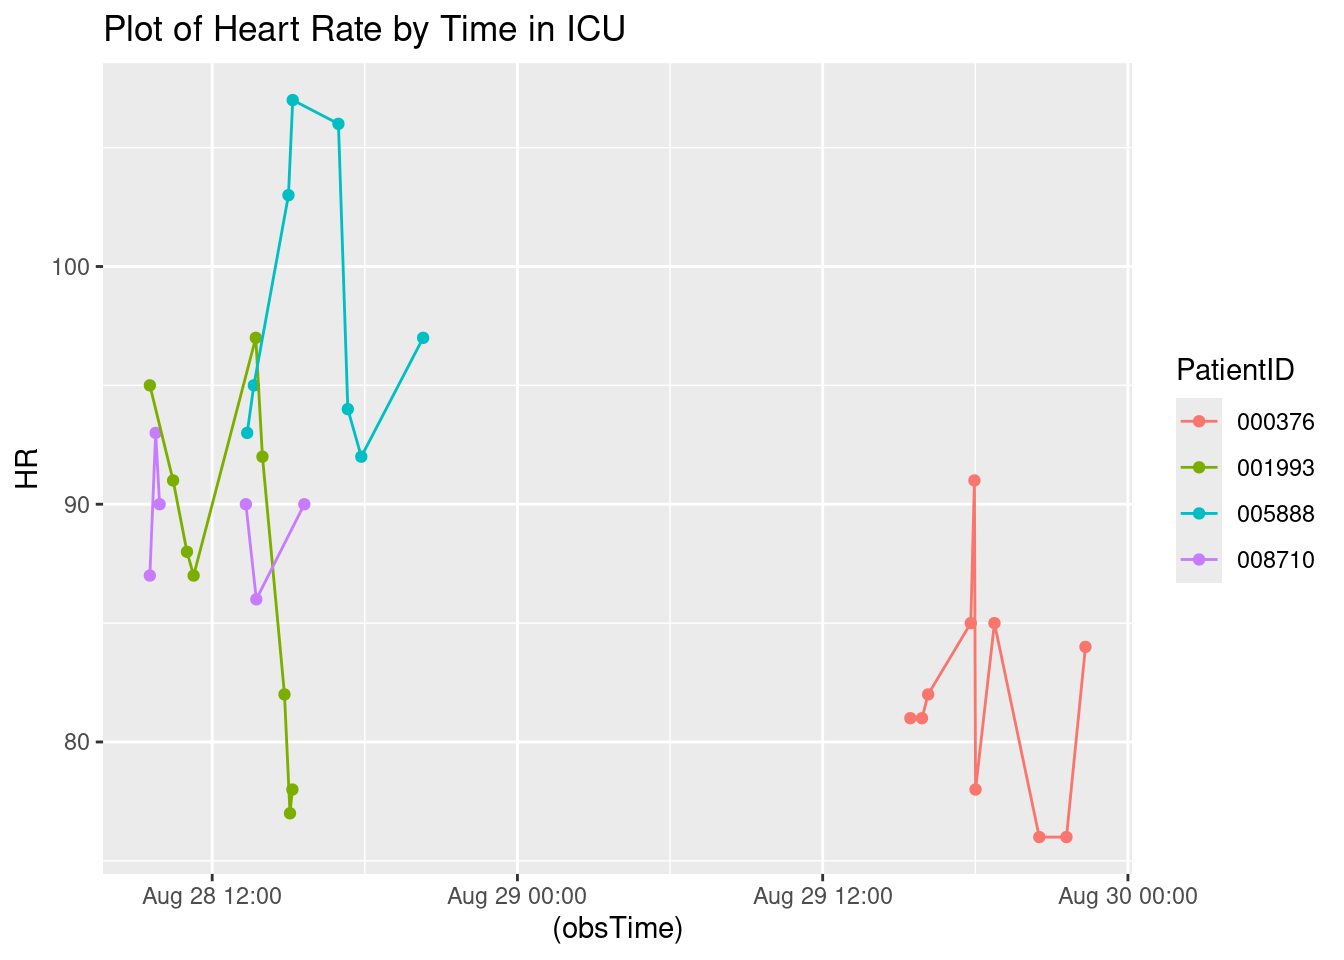 Plot of Heart Rate by Time in ICU
HR
100
90
80
Aug 28 12:00
Aug 29 00:00
Aug 29 12:00
Aug 30 00:00
(obsTime)
PatientID
000376
001993
005888
008710